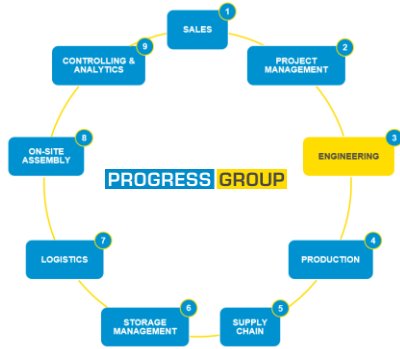 1
SALES
2
PROJECT
MANAGEMENT
3
ENGINEERING
4
PRODUCTION
5
SUPPLY
CHAIN
6
STORAGE
MANAGEMENT
7
LOGISTICS
8
ON-SITE
ASSEMBLY
9
CONTROLLING &
ANALYTICS
PROGRESS GROUP